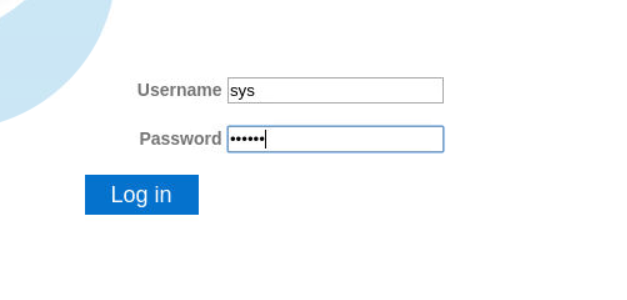 Username sys
Password ••••••
Log in